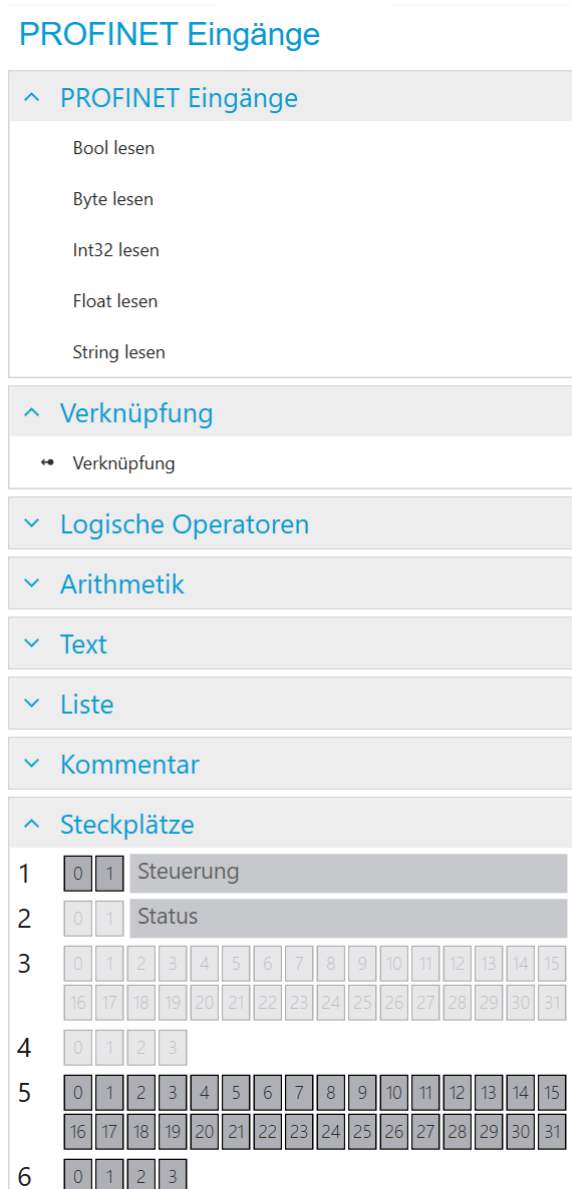 PROFINET Eingänge
PROFINET Eingänge
Bool lesen
Byte lesen
Int32 lesen
Float lesen
String lesen
Verknüpfung
Verknüpfung
Logische Operatoren
Arithmetik
Text
Liste
Kommentar
Steckplätze
1 0 1 Steuerung
2 0 1 Status
3 0 1 2 3 4 5 6 7 8 9 10 11 12 13 14 15
16 17 18 19 20 21 22 23 24 25 26 27 28 29 30 31
4 0 1 2 3
5 0 1 2 3 4 5 6 7 8 9 10 11 12 13 14 15
16 17 18 19 20 21 22 23 24 25 26 27 28 29 30 31
6 0 1 2 3